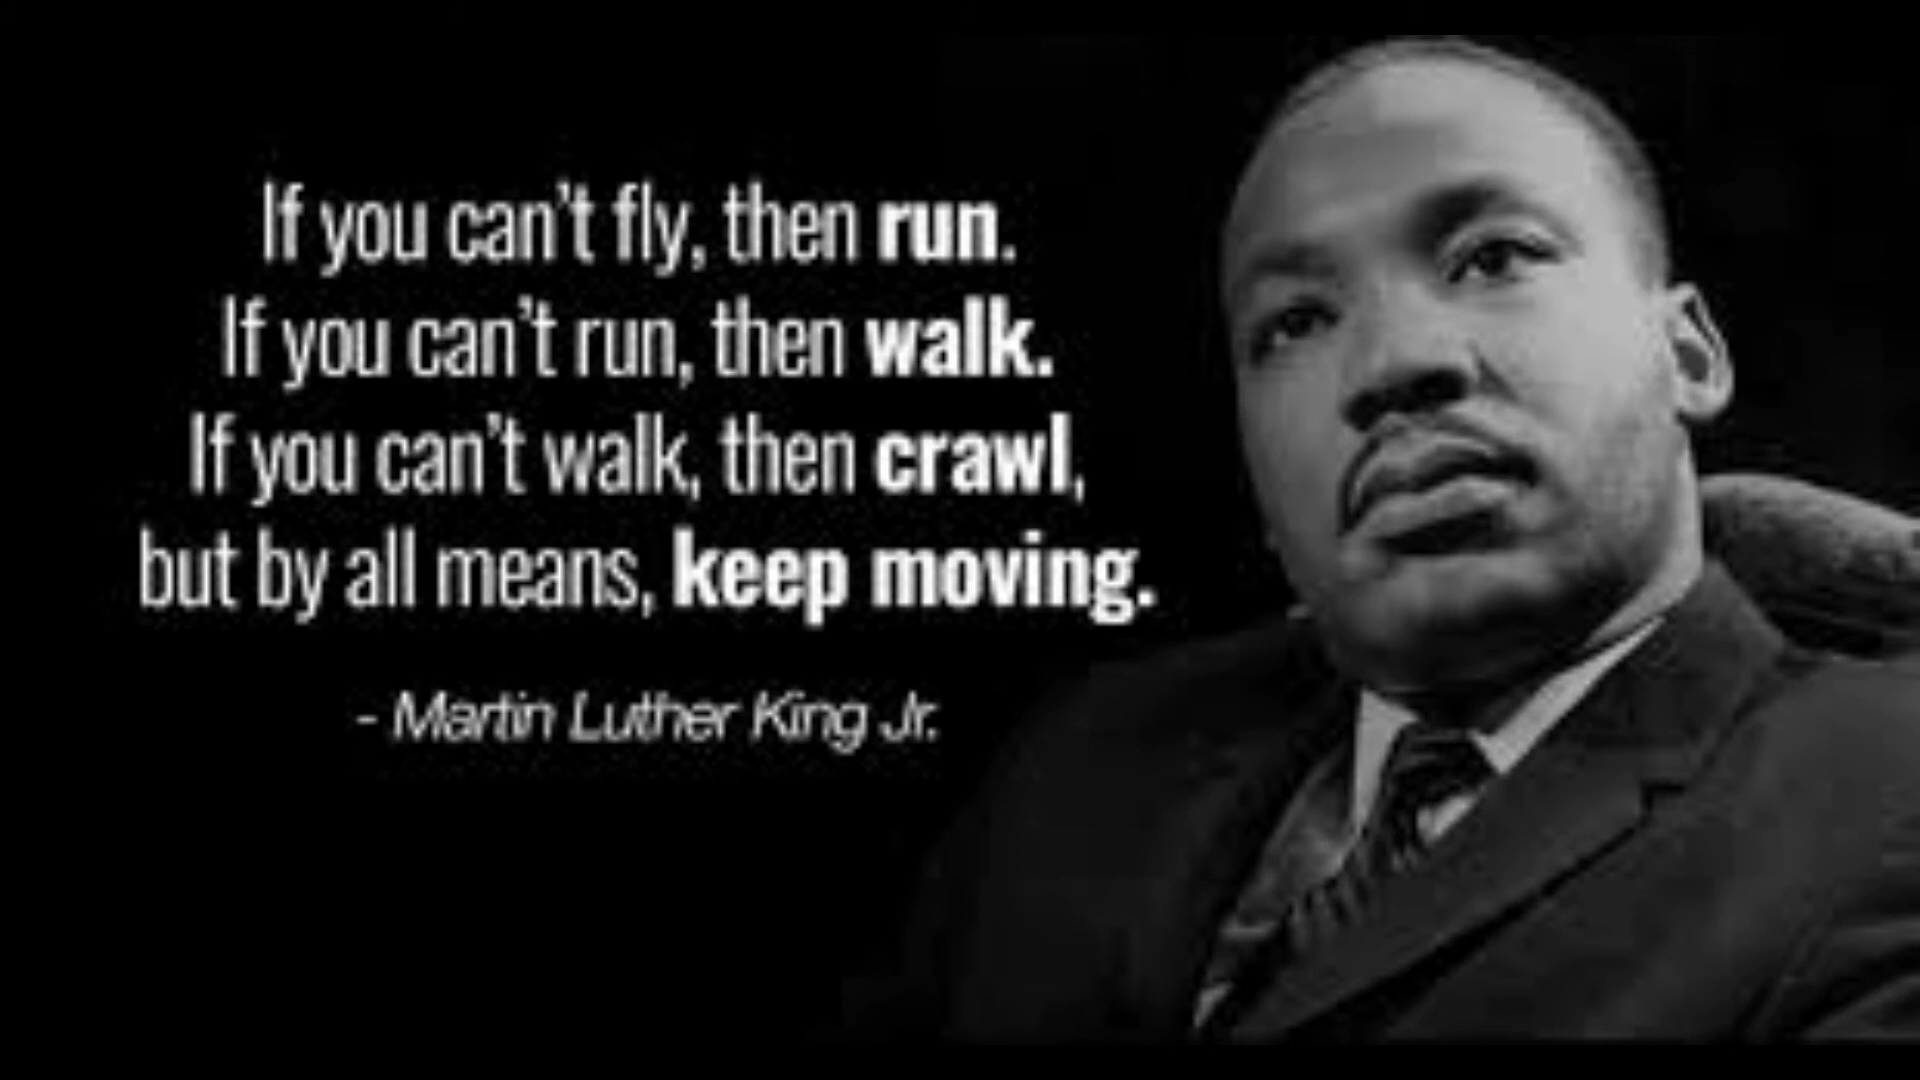 If you can't fly, then run.
If you can't run, then walk.
If you can't walk, then crawl,
but by all means, keep moving.
- Martin Luther King Jr.